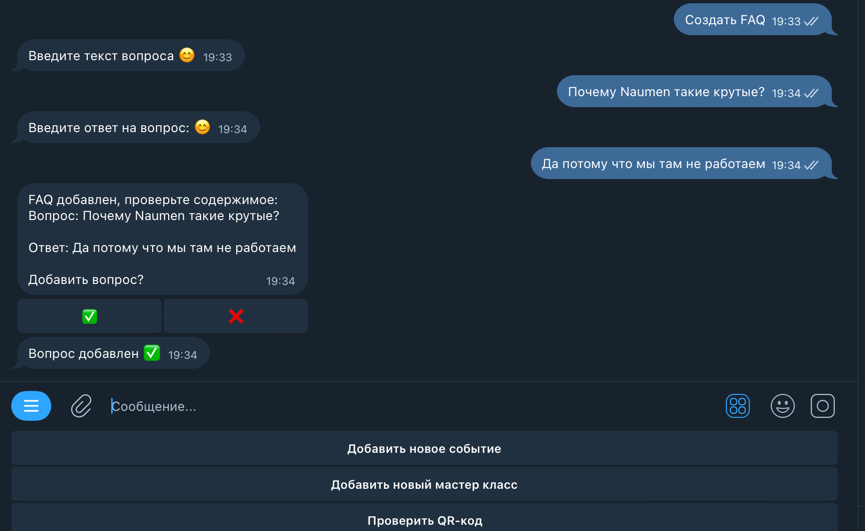 Создать FAQ 19:33
Введите текст вопроса 😊 19:33
Почему Naumen такие крутые? 19:34
Введите ответ на вопрос: 😊 19:34
Да потому что мы там не работаем 19:34
FAQ добавлен, проверьте содержимое:
Вопрос: Почему Naumen такие крутые?
Ответ: Да потому что мы там не работаем
Добавить вопрос? 19:34
Вопрос добавлен ✅ 19:34
Сообщение...
Добавить новое событие
Добавить новый мастер класс
Проверить QR-код